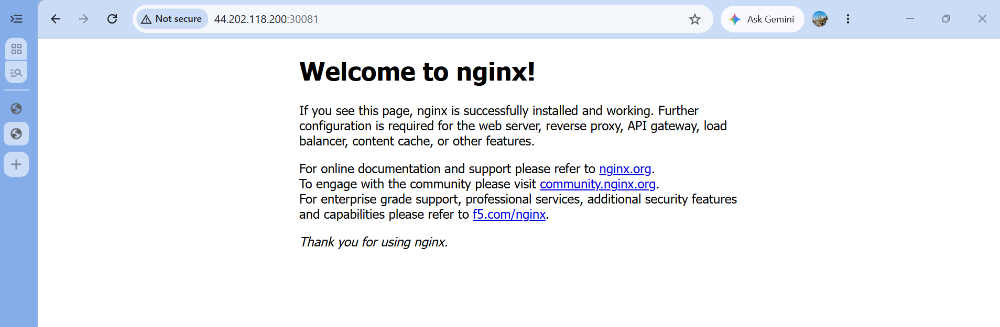 Not secure
44.202.118.200:30081
Ask Gemini
Welcome to nginx!
If you see this page, nginx is successfully installed and working. Further
configuration is required for the web server, reverse proxy, API gateway, load
balancer, content cache, or other features.
For online documentation and support please refer to nginx.org.
To engage with the community please visit community.nginx.org.
For enterprise grade support, professional services, additional security features
and capabilities please refer to f5.com/nginx.
Thank you for using nginx.